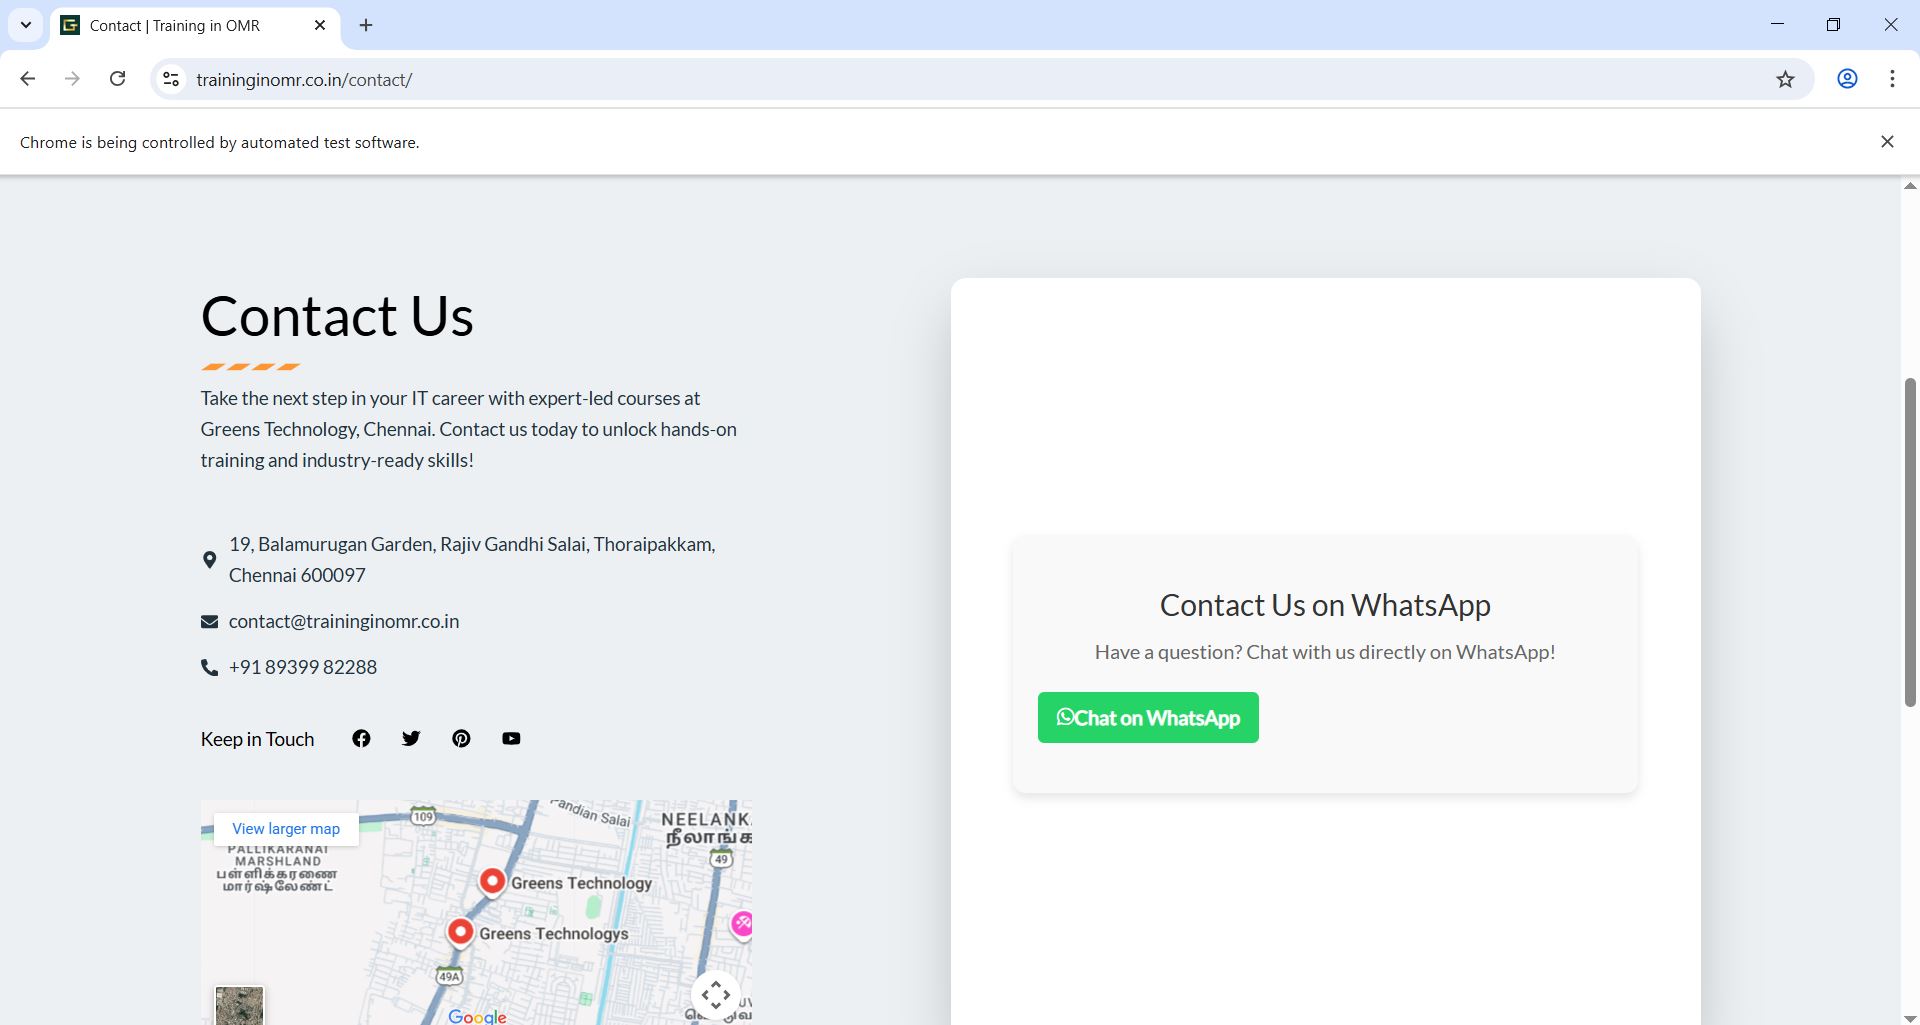 Contact | Training in OMR
traininginomr.co.in/contact/
Chrome is being controlled by automated test software.
Contact Us
Take the next step in your IT career with expert-led courses at
Greens Technology, Chennai. Contact us today to unlock hands-on
training and industry-ready skills!
19, Balamurugan Garden, Rajiv Gandhi Salai, Thoraipakkam,
Chennai 600097
contact@traininginomr.co.in
+91 89399 82288
Keep in Touch
Contact Us on WhatsApp
Have a question? Chat with us directly on WhatsApp!
Chat on WhatsApp
View larger map
109
Pandian Salai
NEELANK
நீலாங்க
49
PALLIKARANAI
MARSHLAND
பள்ளிக்கரணை
மார்ஷ்லேண்ட்
Greens Technology
Greens Technologys
49A
Google